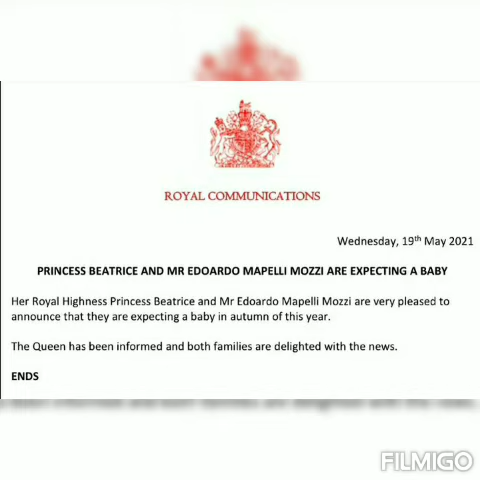 ROYAL COMMUNICATIONS
Wednesday, 19th May 2021
PRINCESS BEATRICE AND MR EDOARDO MAPELLI MOZZI ARE EXPECTING A BABY
Her Royal Highness Princess Beatrice and Mr Edoardo Mapelli Mozzi are very pleased to
announce that they are expecting a baby in autumn of this year.
The Queen has been informed and both families are delighted with the news.
ENDS
FILMIGO